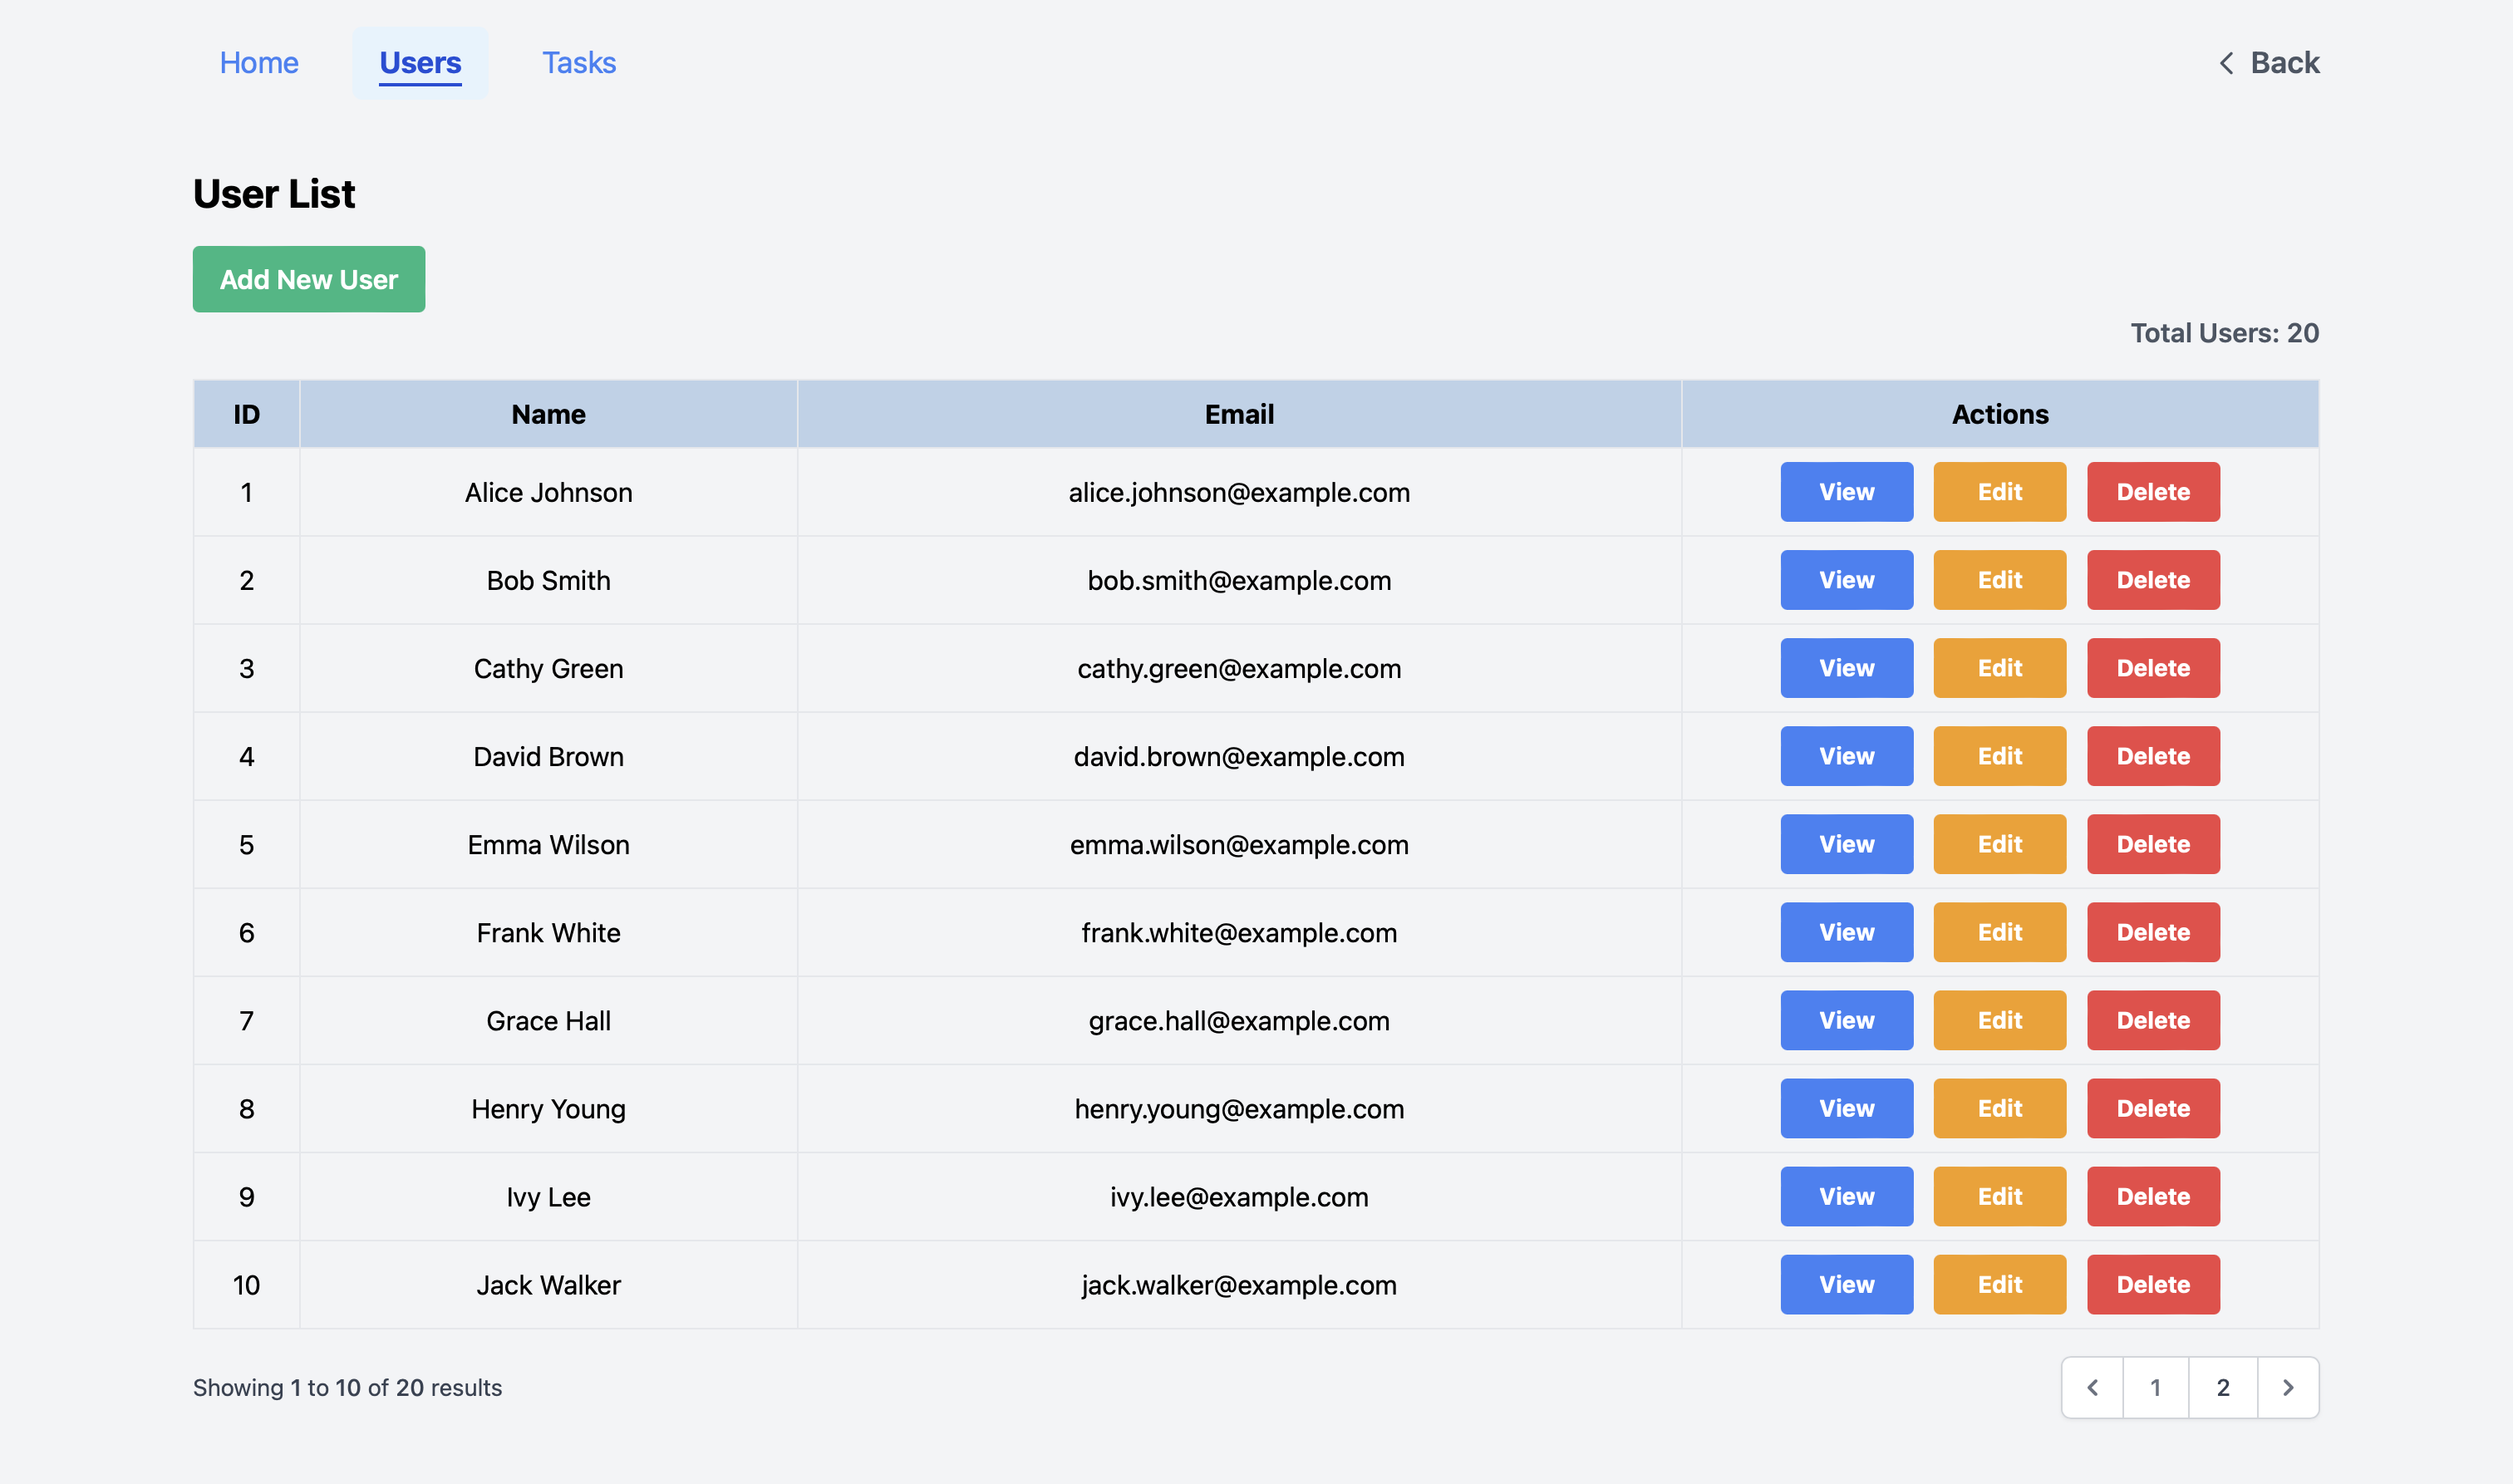 Home Users Tasks Back
User List
Add New User
Total Users: 20
ID Name Email Actions
1 Alice Johnson alice.johnson@example.com View Edit Delete
2 Bob Smith bob.smith@example.com View Edit Delete
3 Cathy Green cathy.green@example.com View Edit Delete
4 David Brown david.brown@example.com View Edit Delete
5 Emma Wilson emma.wilson@example.com View Edit Delete
6 Frank White frank.white@example.com View Edit Delete
7 Grace Hall grace.hall@example.com View Edit Delete
8 Henry Young henry.young@example.com View Edit Delete
9 Ivy Lee ivy.lee@example.com View Edit Delete
10 Jack Walker jack.walker@example.com View Edit Delete
Showing 1 to 10 of 20 results 1 2